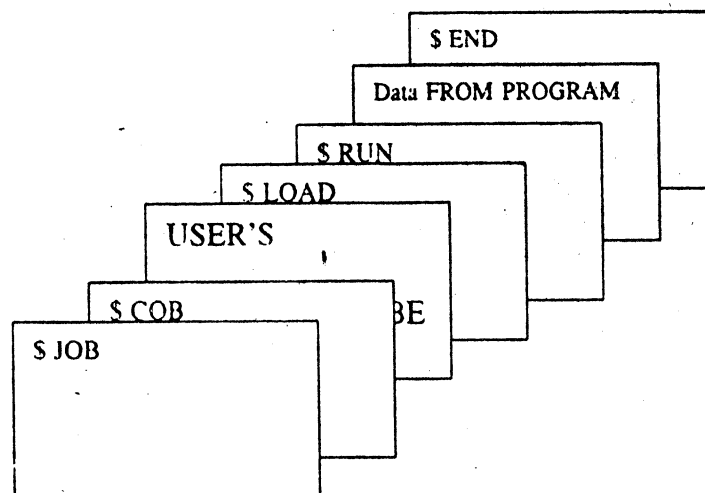 $ END
Data FROM PROGRAM
$ RUN
$ LOAD
USER'S
$ COB
BE
$ JOB